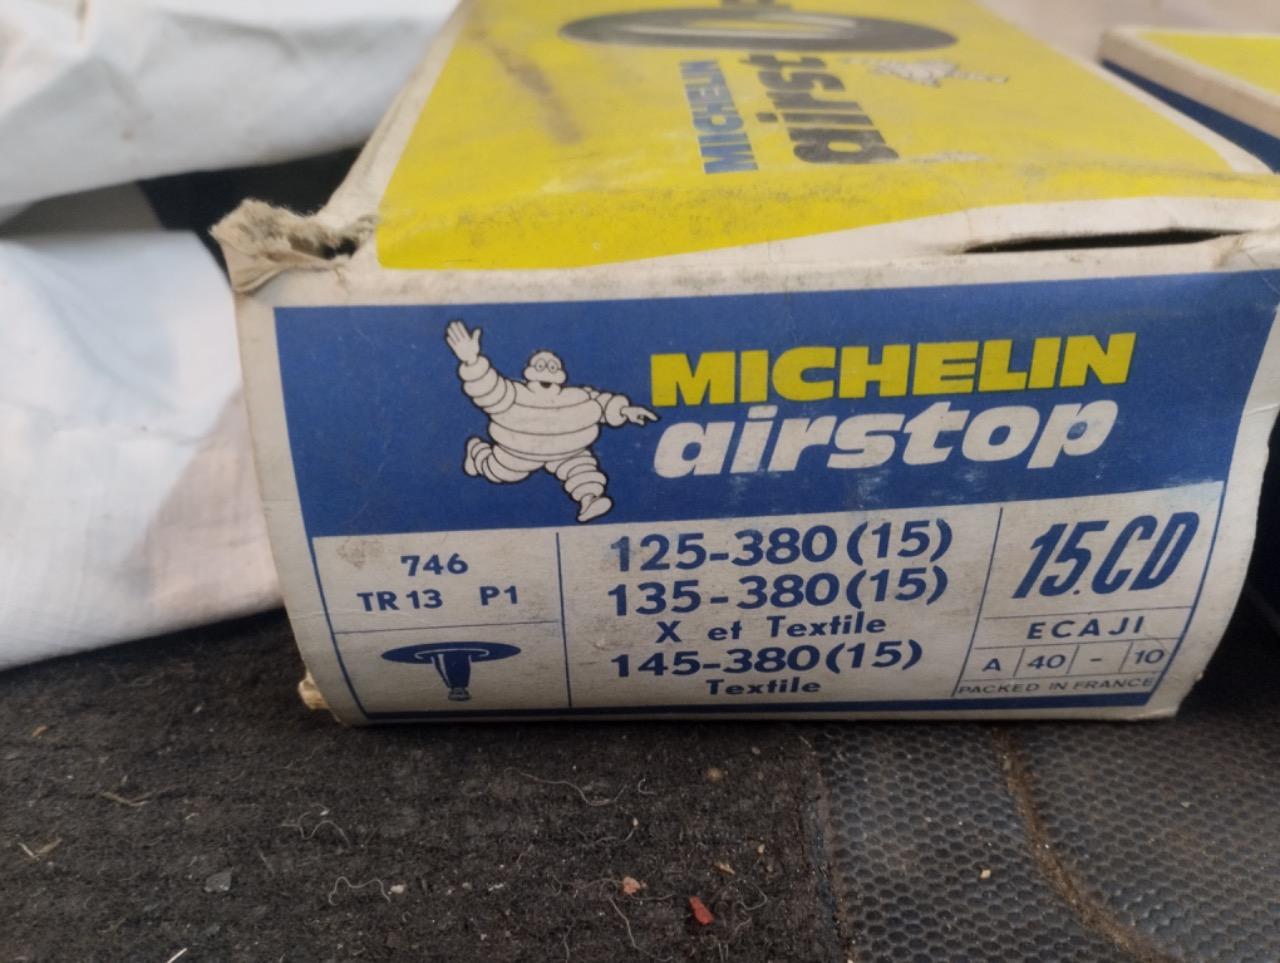 MICHELIN
airst
MICHELIN
airstop
746
TR 13 P1
125-380 (15)
135-380 (15)
X et Textile
145-380 (15)
Textile
15.CD
ECAJI
A 40 - 10
PACKED IN FRANCE